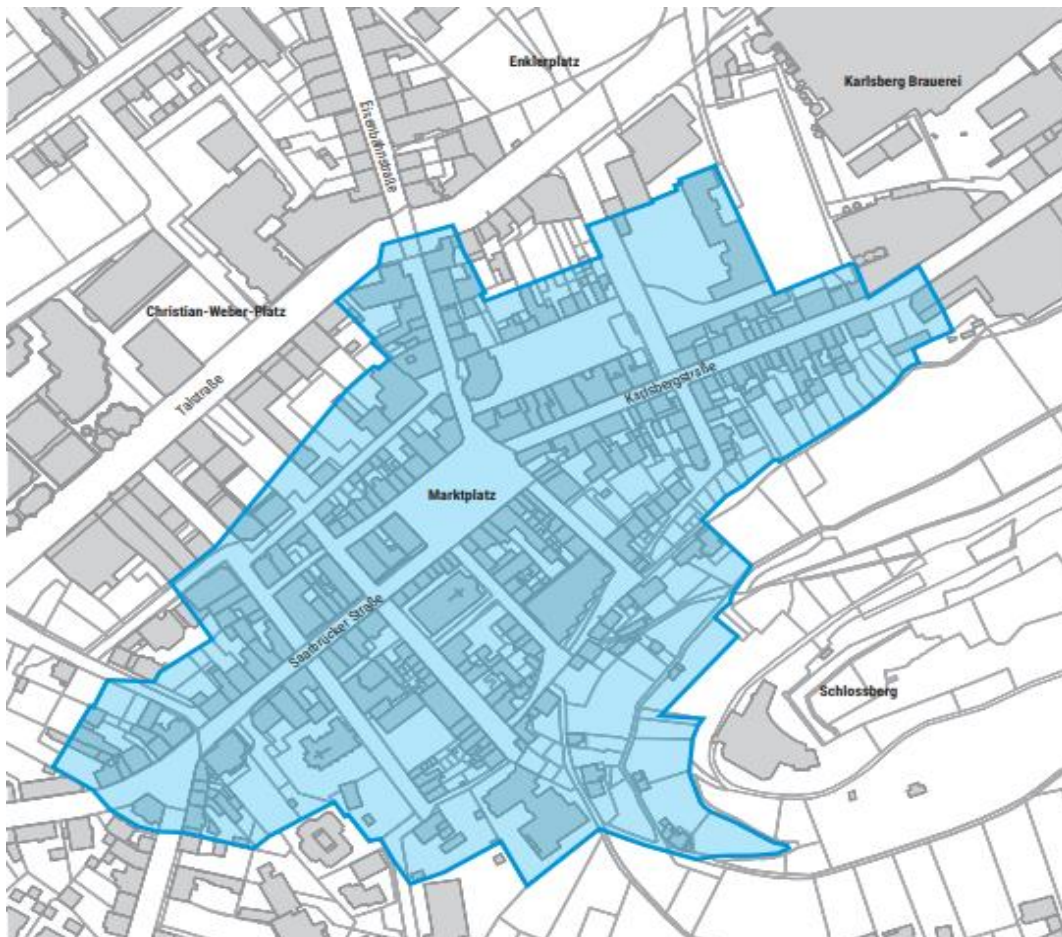 Enklerplatz
Karlsberg Brauerei
Eisenbahnstraße
Christian-Weber-Platz
Talstraße
Karlsbergstraße
Marktplatz
Saarbrücker Straße
Schlossberg